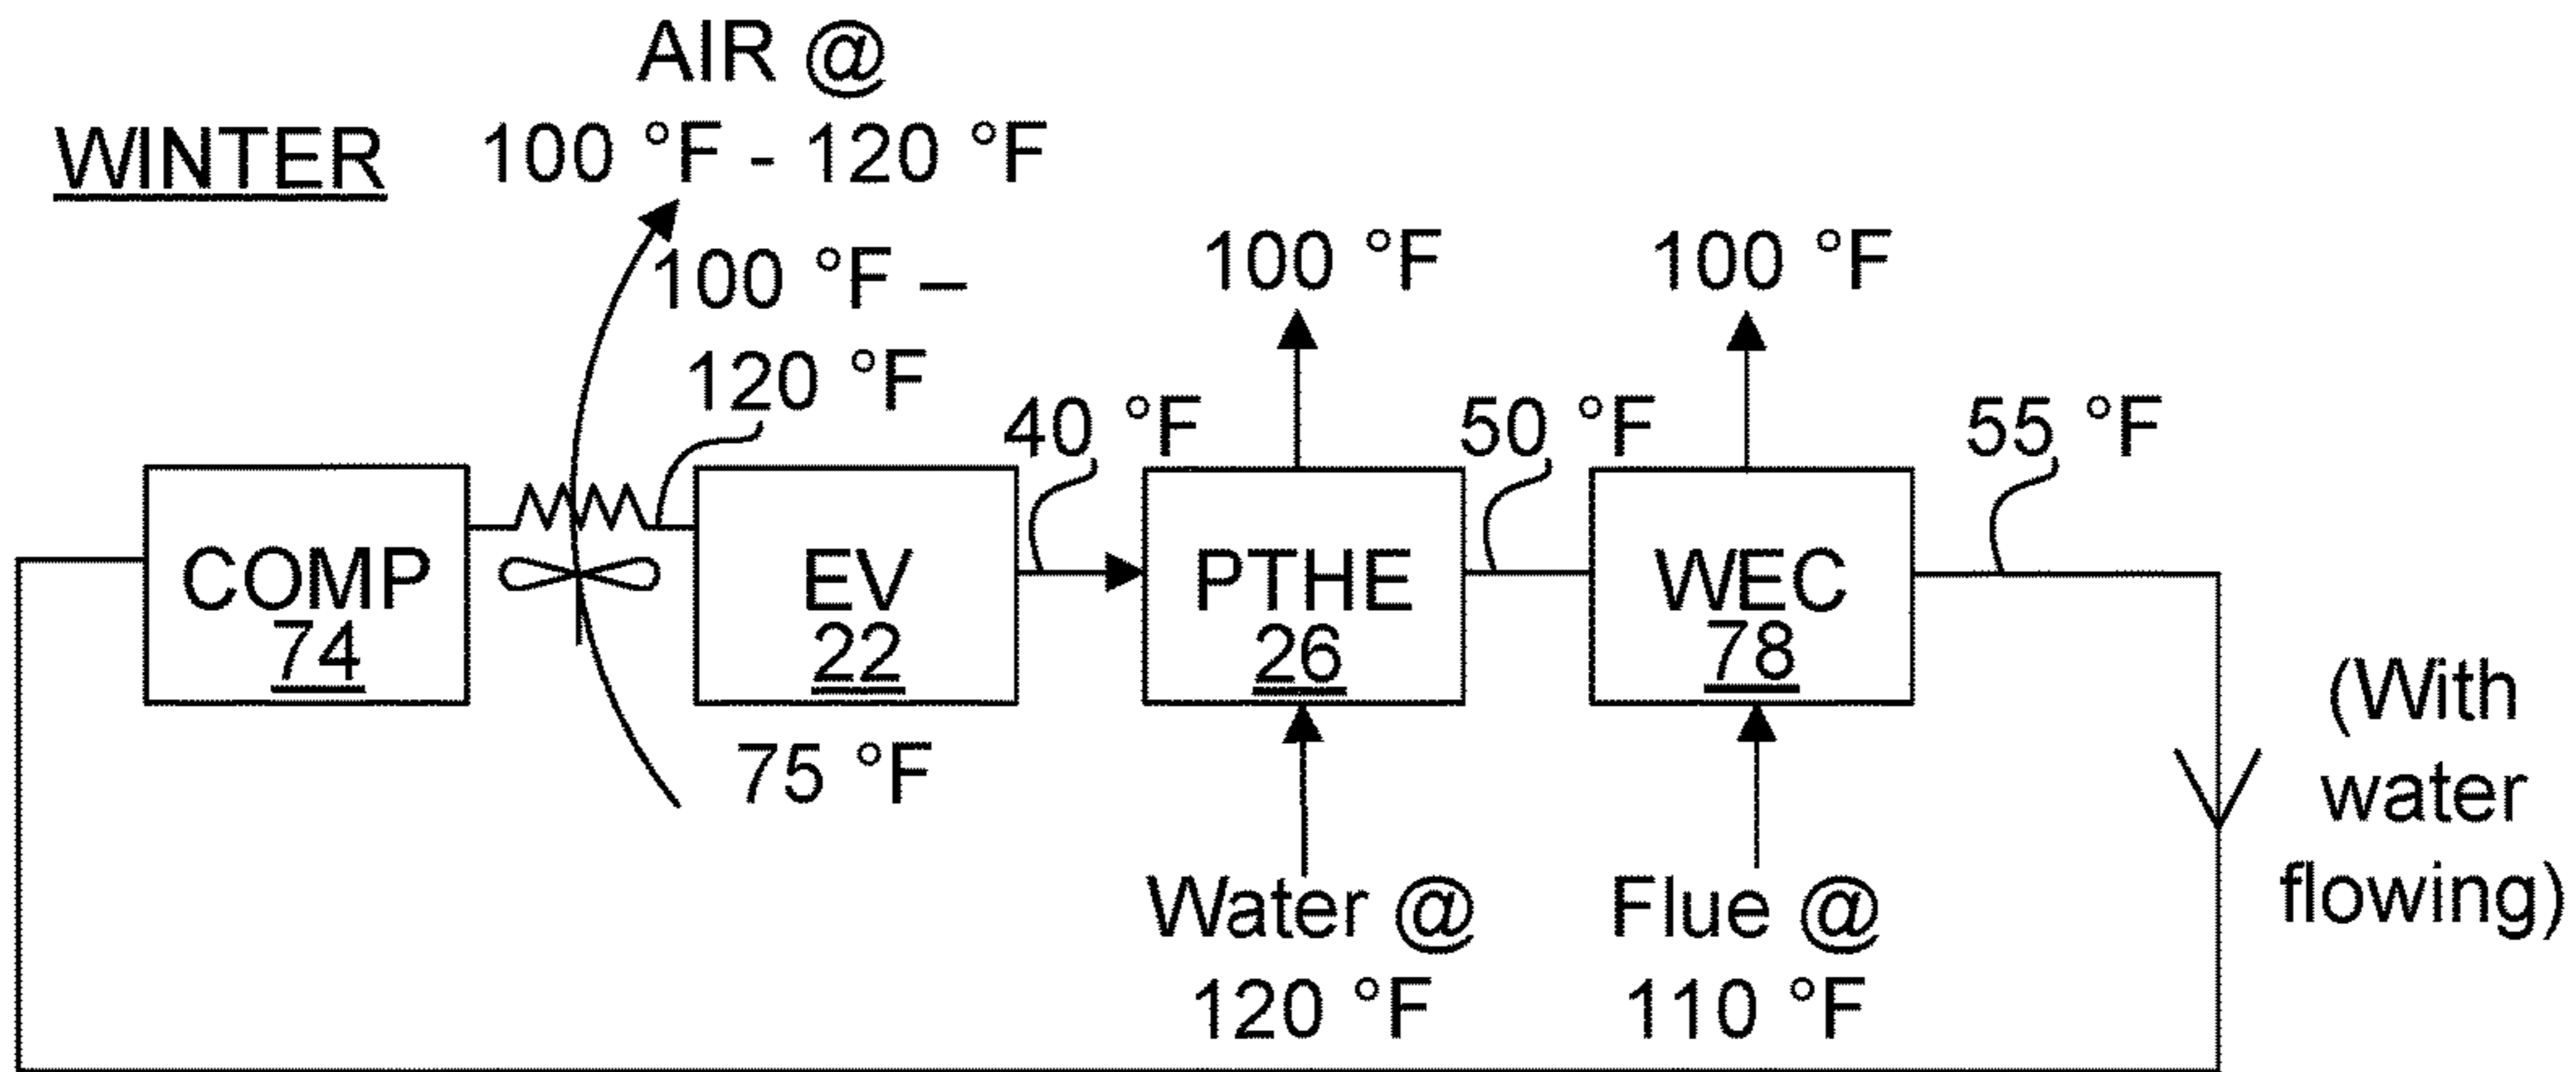 WINTER
AIR @
100 °F - 120 °F
100 °F –
120 °F
40 °F
100 °F
50 °F
100 °F
55 °F
COMP
74
EV
22
PTHE
26
WEC
78
75 °F
Water @
120 °F
Flue @
110 °F
(With
water
flowing)